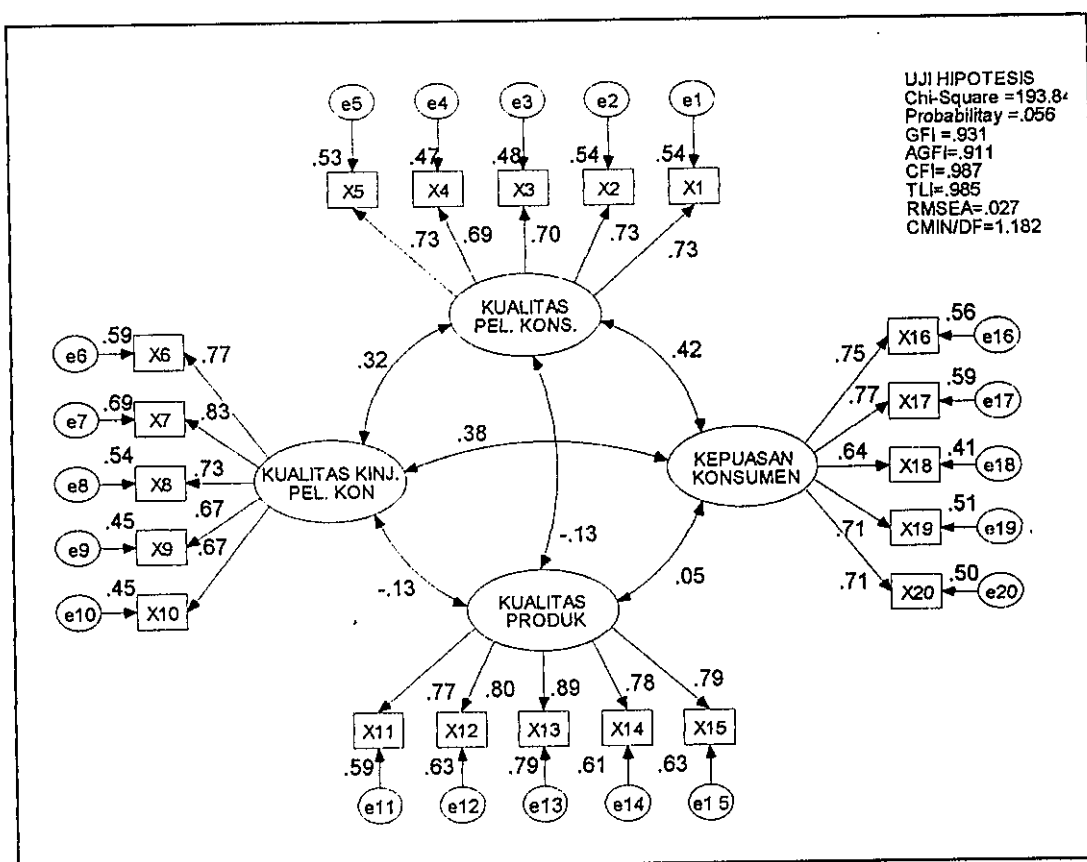 UJI HIPOTESIS
Chi-Square =193.84
Probabilitay =.056
GFI =.931
AGFI=.911
CFI=.987
TLI=.985
RMSEA=.027
CMIN/DF=1.182
e5 e4 e3 e2 e1
.53 .47 .48 .54 .54
X5 X4 X3 X2 X1
.73 .69 .70 .73 .73
KUALITAS
PEL. KONS.
.32 .42
e6 .59 X6 .77
e7 .69 X7 .83
e8 .54 X8 .73
e9 .45 X9 .67
e10 .45 X10 .67
KUALITAS KINJ.
PEL. KON
.38
KEPUASAN
KONSUMEN
.75 X16 .56 e16
.77 X17 .59 e17
.64 X18 .41 e18
.71 X19 .51 e19
.71 X20 .50 e20
-.13 -.13 .05
KUALITAS
PRODUK
.77 .80 .89 .78 .79
X11 X12 X13 X14 X15
.59 .63 .79 .61 .63
e11 e12 e13 e14 e15